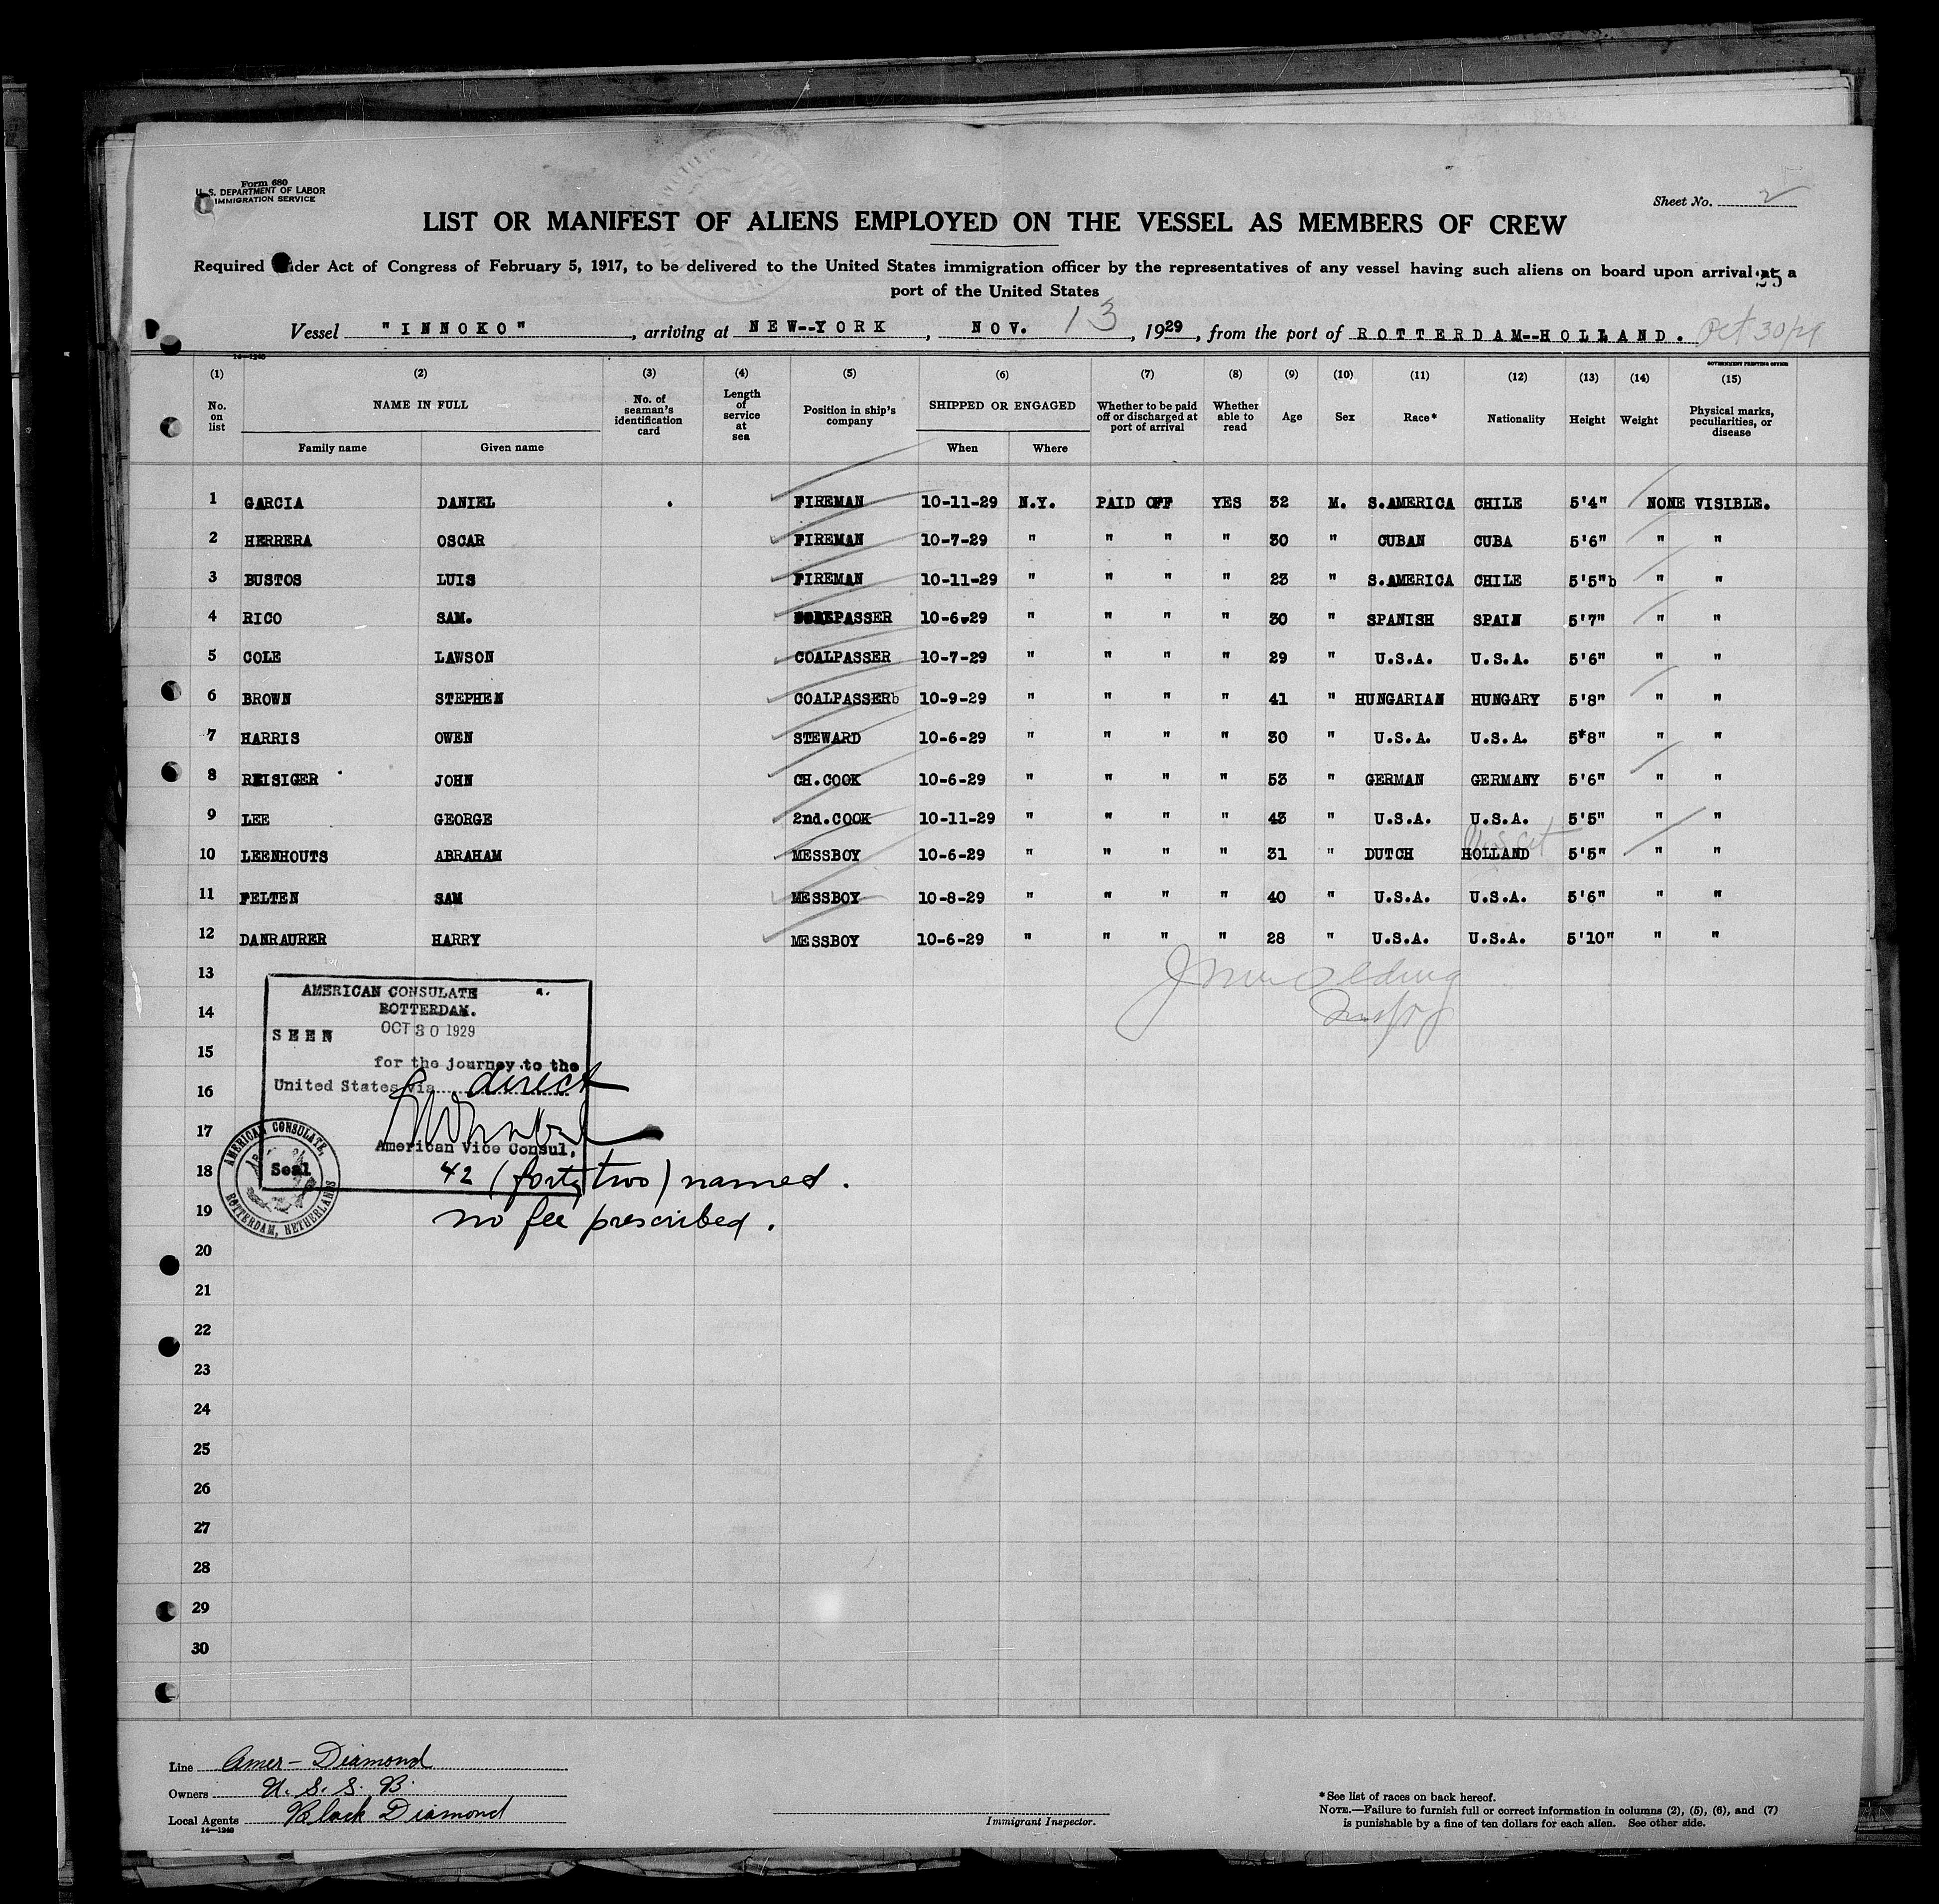 Form 680
U. S. DEPARTMENT OF LABOR
IMMIGRATION SERVICE
Sheet No. 2
LIST OR MANIFEST OF ALIENS EMPLOYED ON THE VESSEL AS MEMBERS OF CREW
Required under Act of Congress of February 5, 1917, to be delivered to the United States immigration officer by the representatives of any vessel having such aliens on board upon arrival at a
port of the United States
25
Vessel "INNOKO", arriving at NEW--YORK, NOV. 13, 1929, from the port of ROTTERDAM--HOLLAND. Oct 30/29
14—1240
GOVERNMENT PRINTING OFFICE
(1) (2) (3) (4) (5) (6) (7) (8) (9) (10) (11) (12) (13) (14) (15)
No. on list NAME IN FULL No. of seaman's identification card Length of service at sea Position in ship's company SHIPPED OR ENGAGED Whether to be paid off or discharged at port of arrival Whether able to read Age Sex Race* Nationality Height Weight Physical marks, peculiarities, or disease
Family name Given name When Where
1 GARCIA DANIEL FIREMAN 10-11-29 N.Y. PAID OFF YES 32 M. S.AMERICA CHILE 5'4" NONE VISIBLE.
2 HERRERA OSCAR FIREMAN 10-7-29 " " " " 30 " CUBAN CUBA 5'6" " "
3 BUSTOS LUIS FIREMAN 10-11-29 " " " " 23 " S.AMERICA CHILE 5'5"b " "
4 RICO SAM. PASSER 10-6-29 " " " " 30 " SPANISH SPAIN 5'7" " "
5 COLE LAWSON COALPASSER 10-7-29 " " " " 29 " U.S.A. U.S.A. 5'6" " "
6 BROWN STEPHEN COALPASSERb 10-9-29 " " " " 41 " HUNGARIAN HUNGARY 5'8" " "
7 HARRIS OWEN STEWARD 10-6-29 " " " " 30 " U.S.A. U.S.A. 5*8" " "
8 REISIGER JOHN CH.COOK 10-6-29 " " " " 53 " GERMAN GERMANY 5'6" " "
9 LEE GEORGE 2nd.COOK 10-11-29 " " " " 43 " U.S.A. U.S.A. 5'5" "
10 LEENHOUTS ABRAHAM MESSBOY 10-6-29 " " " " 31 " DUTCH HOLLAND 5'5" " "
11 FELTEN SAM MESSBOY 10-8-29 " " " " 40 " U.S.A. U.S.A. 5'6" " "
12 DANRAURER HARRY MESSBOY 10-6-29 " " " " 28 " U.S.A. U.S.A. 5'10" " "
13
14
15
16
17
18
19
20
21
22
23
24
25
26
27
28
29
30
AMERICAN CONSULATE
ROTTERDAM.
SEEN OCT 30 1929
for the journey to the
United States via direct
American Vice Consul.
AMERICAN CONSULATE, ROTTERDAM, NETHERLANDS
Seal
42 (forty two) named.
no fee prescribed.
Line Amer-Diamond
Owners U. S. S. B.
Local Agents Black Diamond
14—1240
Immigrant Inspector.
*See list of races on back hereof.
NOTE.—Failure to furnish full or correct information in columns (2), (5), (6), and (7)
is punishable by a fine of ten dollars for each alien. See other side.